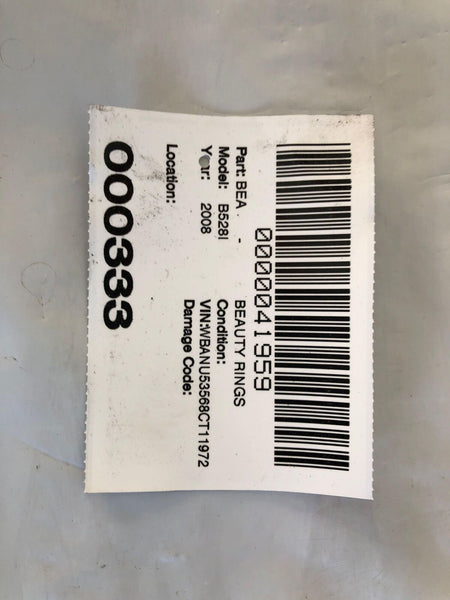 0000041959
Part: BEA - BEAUTY RINGS
Model: B528I Condition:
Year: 2008 VIN:WBANU53568CT11972
Damage Code:
Location:
000333